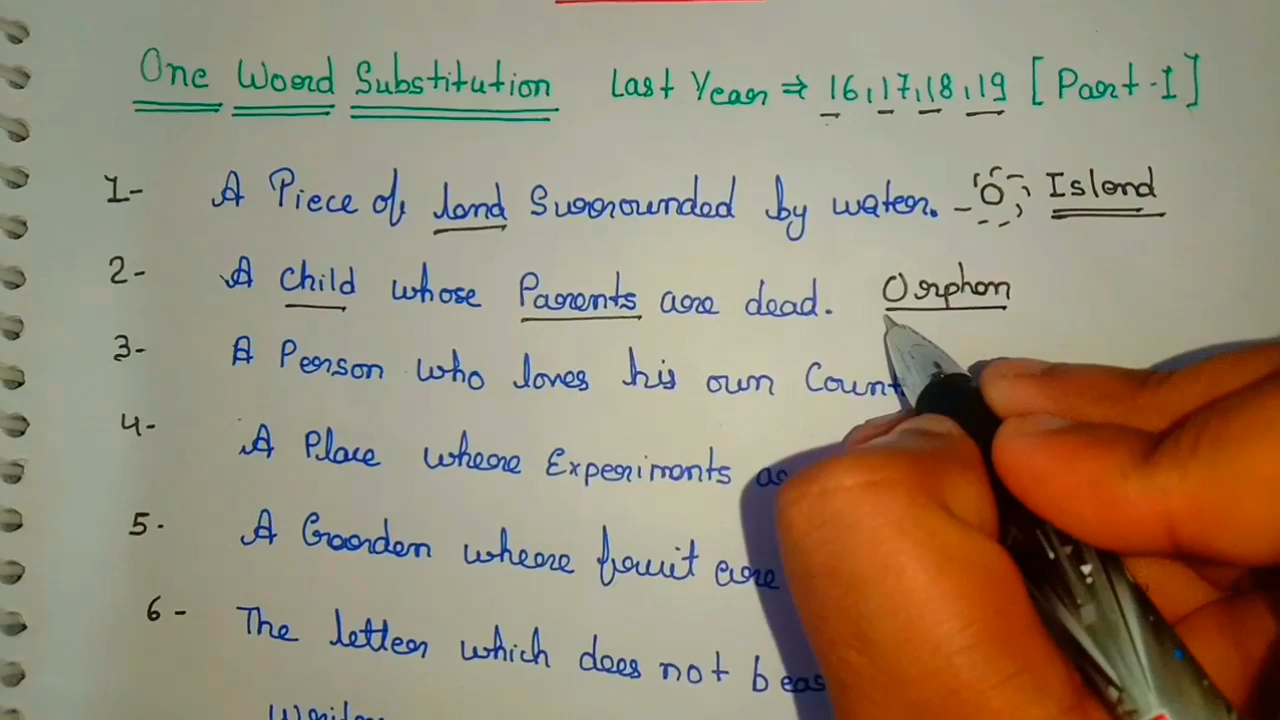 One Word Substitution Last Year ⇒ 16,17,18,19 [Part-I]
1- A Piece of land Surrounded by water. Island
2- A child whose Parents are dead. Orphan
3- A Person who loves his own Count
4- A Place where Experiments
5- A Garden where fruit are
6- The letter which does not